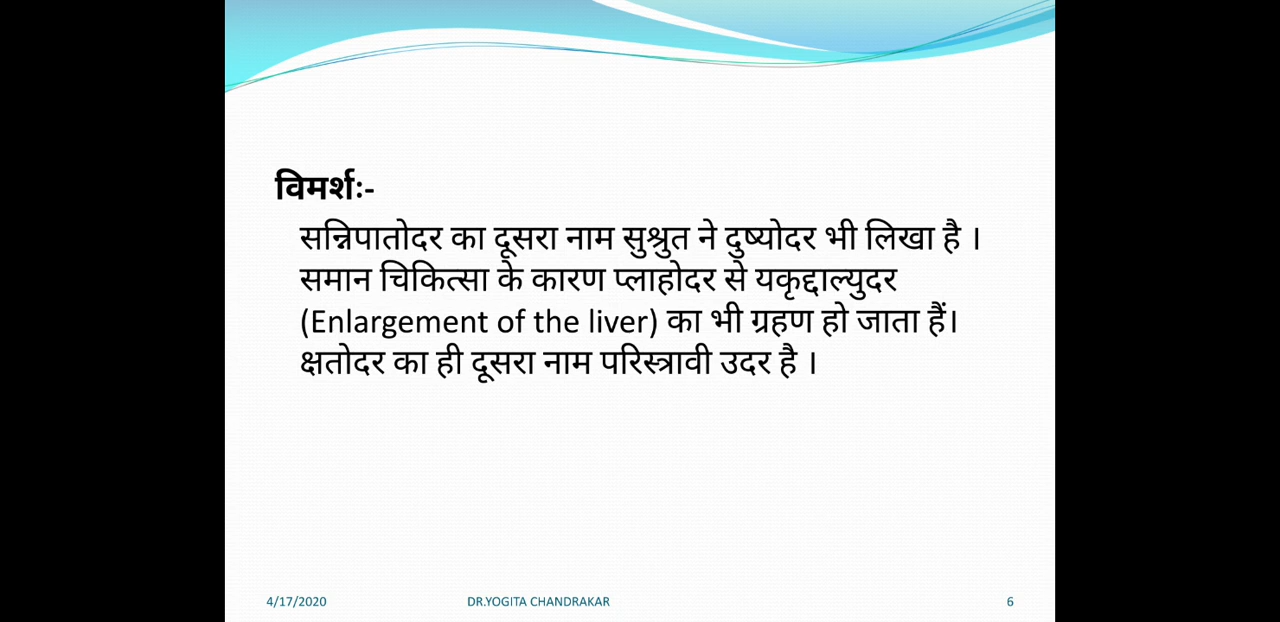 विमर्शः-
सन्निपातोदर का दूसरा नाम सुश्रुत ने दुष्योदर भी लिखा है ।
समान चिकित्सा के कारण प्लाहोदर से यकृद्दाल्युदर
(Enlargement of the liver) का भी ग्रहण हो जाता हैं।
क्षतोदर का ही दूसरा नाम परिस्त्रावी उदर है ।
4/17/2020 DR.YOGITA CHANDRAKAR 6